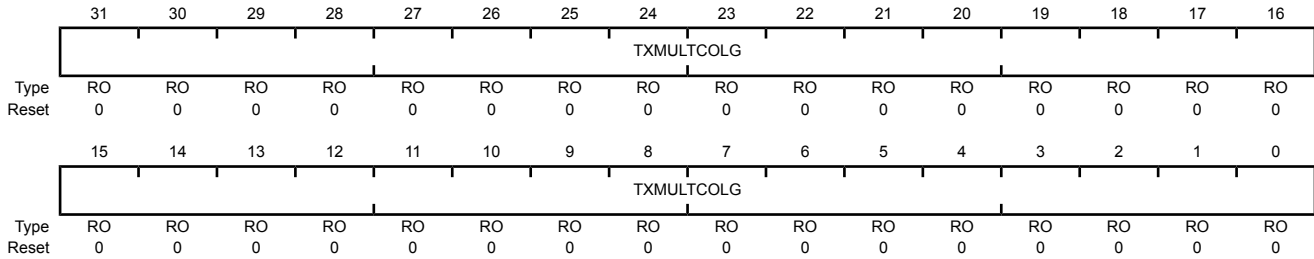 31 30 29 28 27 26 25 24 23 22 21 20 19 18 17 16
TXMULTCOLG
Type RO RO RO RO RO RO RO RO RO RO RO RO RO RO RO RO
Reset 0 0 0 0 0 0 0 0 0 0 0 0 0 0 0 0
15 14 13 12 11 10 9 8 7 6 5 4 3 2 1 0
TXMULTCOLG
Type RO RO RO RO RO RO RO RO RO RO RO RO RO RO RO RO
Reset 0 0 0 0 0 0 0 0 0 0 0 0 0 0 0 0